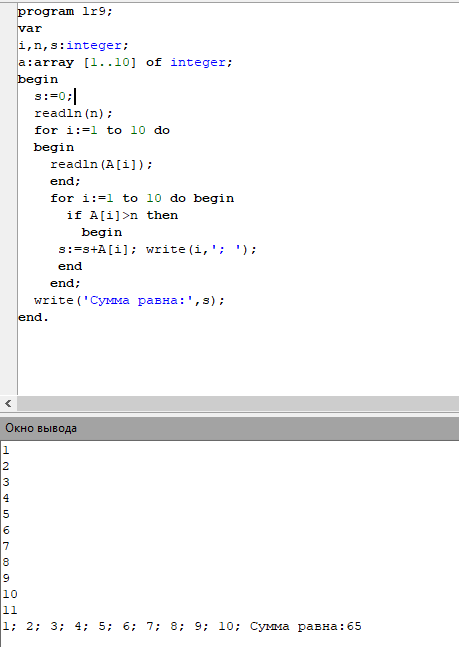 program lr9;
var
i,n,s:integer;
a:array [1..10] of integer;
begin
s:=0;
readln(n);
for i:=1 to 10 do
begin
readln(A[i]);
end;
for i:=1 to 10 do begin
if A[i]>n then
begin
s:=s+A[i]; write(i,'; ');
end
end;
write('Сумма равна:',s);
end.
Окно вывода
1
2
3
4
5
6
7
8
9
10
11
1; 2; 3; 4; 5; 6; 7; 8; 9; 10; Сумма равна:65